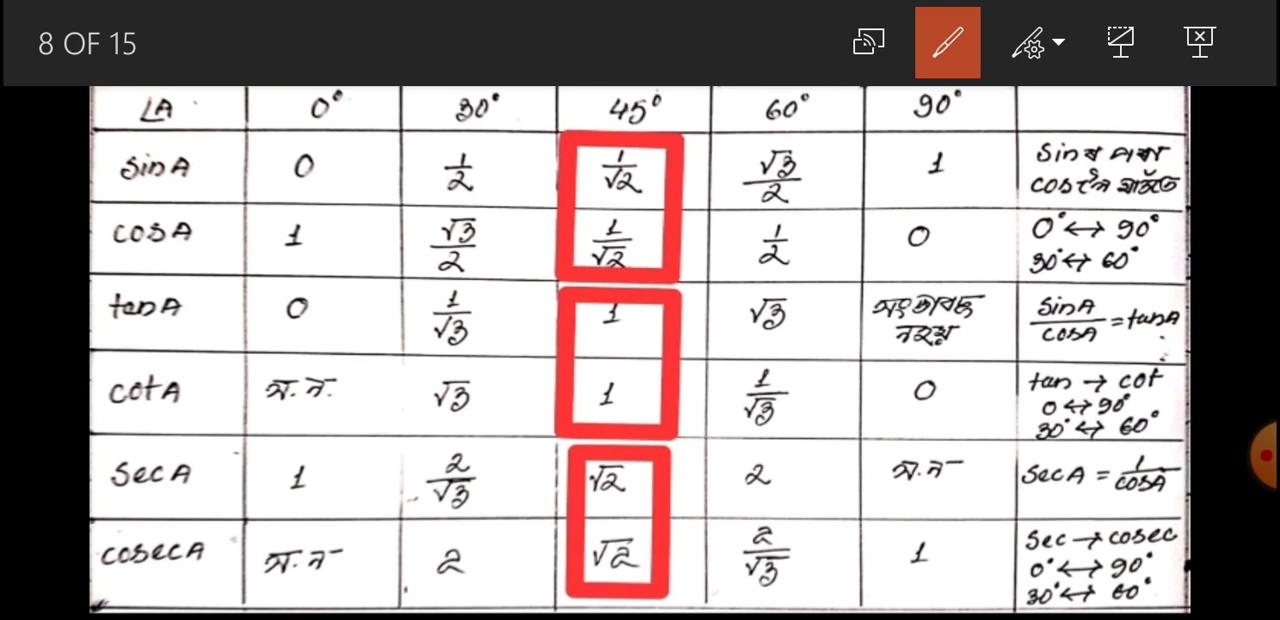 8 OF 15
∠A 0° 30° 45° 60° 90°
sinA 0 1/2 1/√2 √3/2 1
cosA 1 √3/2 1/√2 1/2 0
0° ↔ 90°
30° ↔ 60°
tanA 0 1/√3 1 √3 সংজ্ঞাবদ্ধ নহয় sinA/cosA = tanA
cotA স.ন. √3 1 1/√3 0 tan → cot
0 ↔ 90°
30° ↔ 60°
secA 1 2/√3 √2 2 স.ন secA = 1/cosA
cosecA স.ন 2 √2 2/√3 1 sec → cosec
0° ↔ 90°
30° ↔ 60°